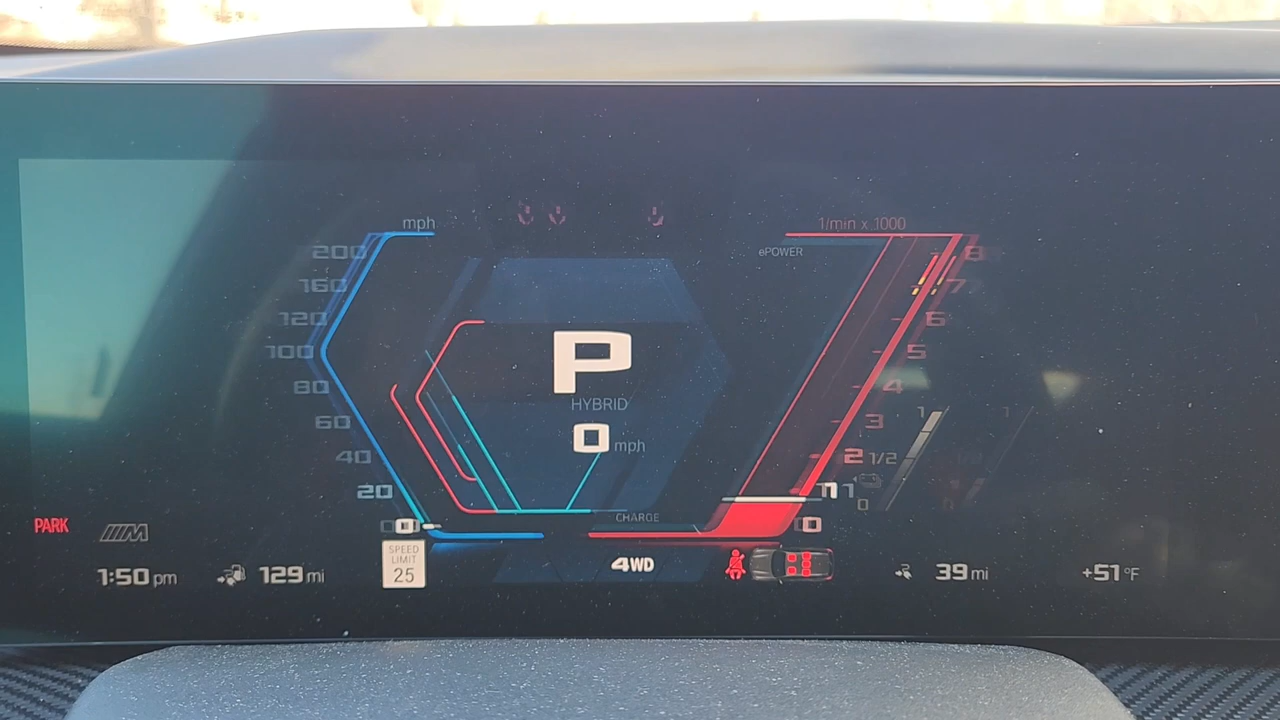 mph
1/min x 1000
ePOWER
200
160
120
100
80
60
40
20
0
8
7
6
5
4
3
2
1
0
P
HYBRID
0 mph
1
1/2
0
1
CHARGE
PARK
M
SPEED
LIMIT
25
4WD
1:50 pm
129 mi
39 mi
+51 °F